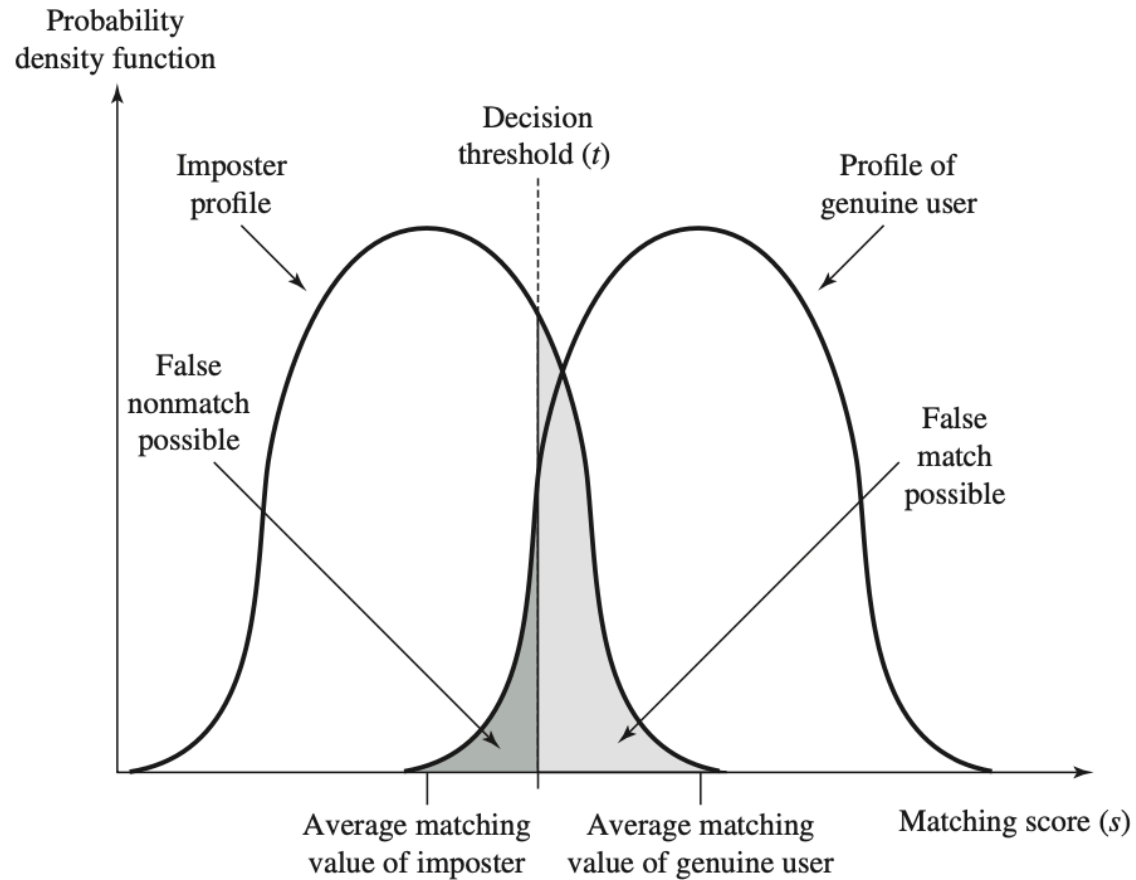 Probability
density function
Decision
threshold (t)
Imposter
profile
Profile of
genuine user
False
nonmatch
possible
False
match
possible
Average matching
value of imposter
Average matching
value of genuine user
Matching score (s)